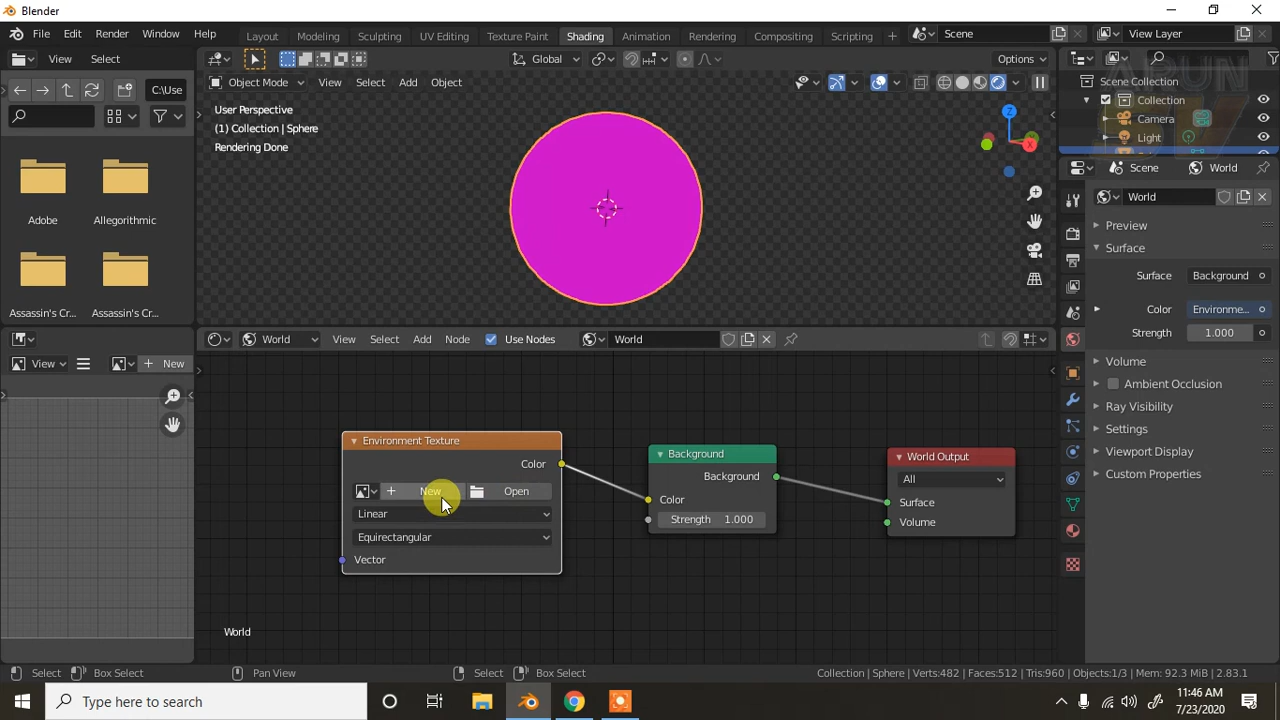 Blender
File Edit Render Window Help Layout Modeling Sculpting UV Editing Texture Paint Shading Animation Rendering Compositing Scripting Scene View Layer
View Select Global Options
C:\Use Object Mode View Select Add Object Scene Collection
User Perspective Collection
(1) Collection | Sphere Camera
Rendering Done Light
Scene World
World
Adobe Allegorithmic
Preview
Surface
Surface Background
Assassin's Cr... Assassin's Cr... Color Environme...
World View Select Add Node Use Nodes World Strength 1.000
View New Volume
Ambient Occlusion
Ray Visibility
Settings
Viewport Display
Custom Properties
Environment Texture
Color
New Open
Linear
Equirectangular
Vector
Background
Background
Color
Strength 1.000
World Output
All
Surface
Volume
World
Select Box Select Pan View Select Box Select Collection | Sphere | Verts:482 | Faces:512 | Tris:960 | Objects:1/3 | Mem: 92.3 MiB | 2.83.1
Type here to search 11:46 AM
7/23/2020